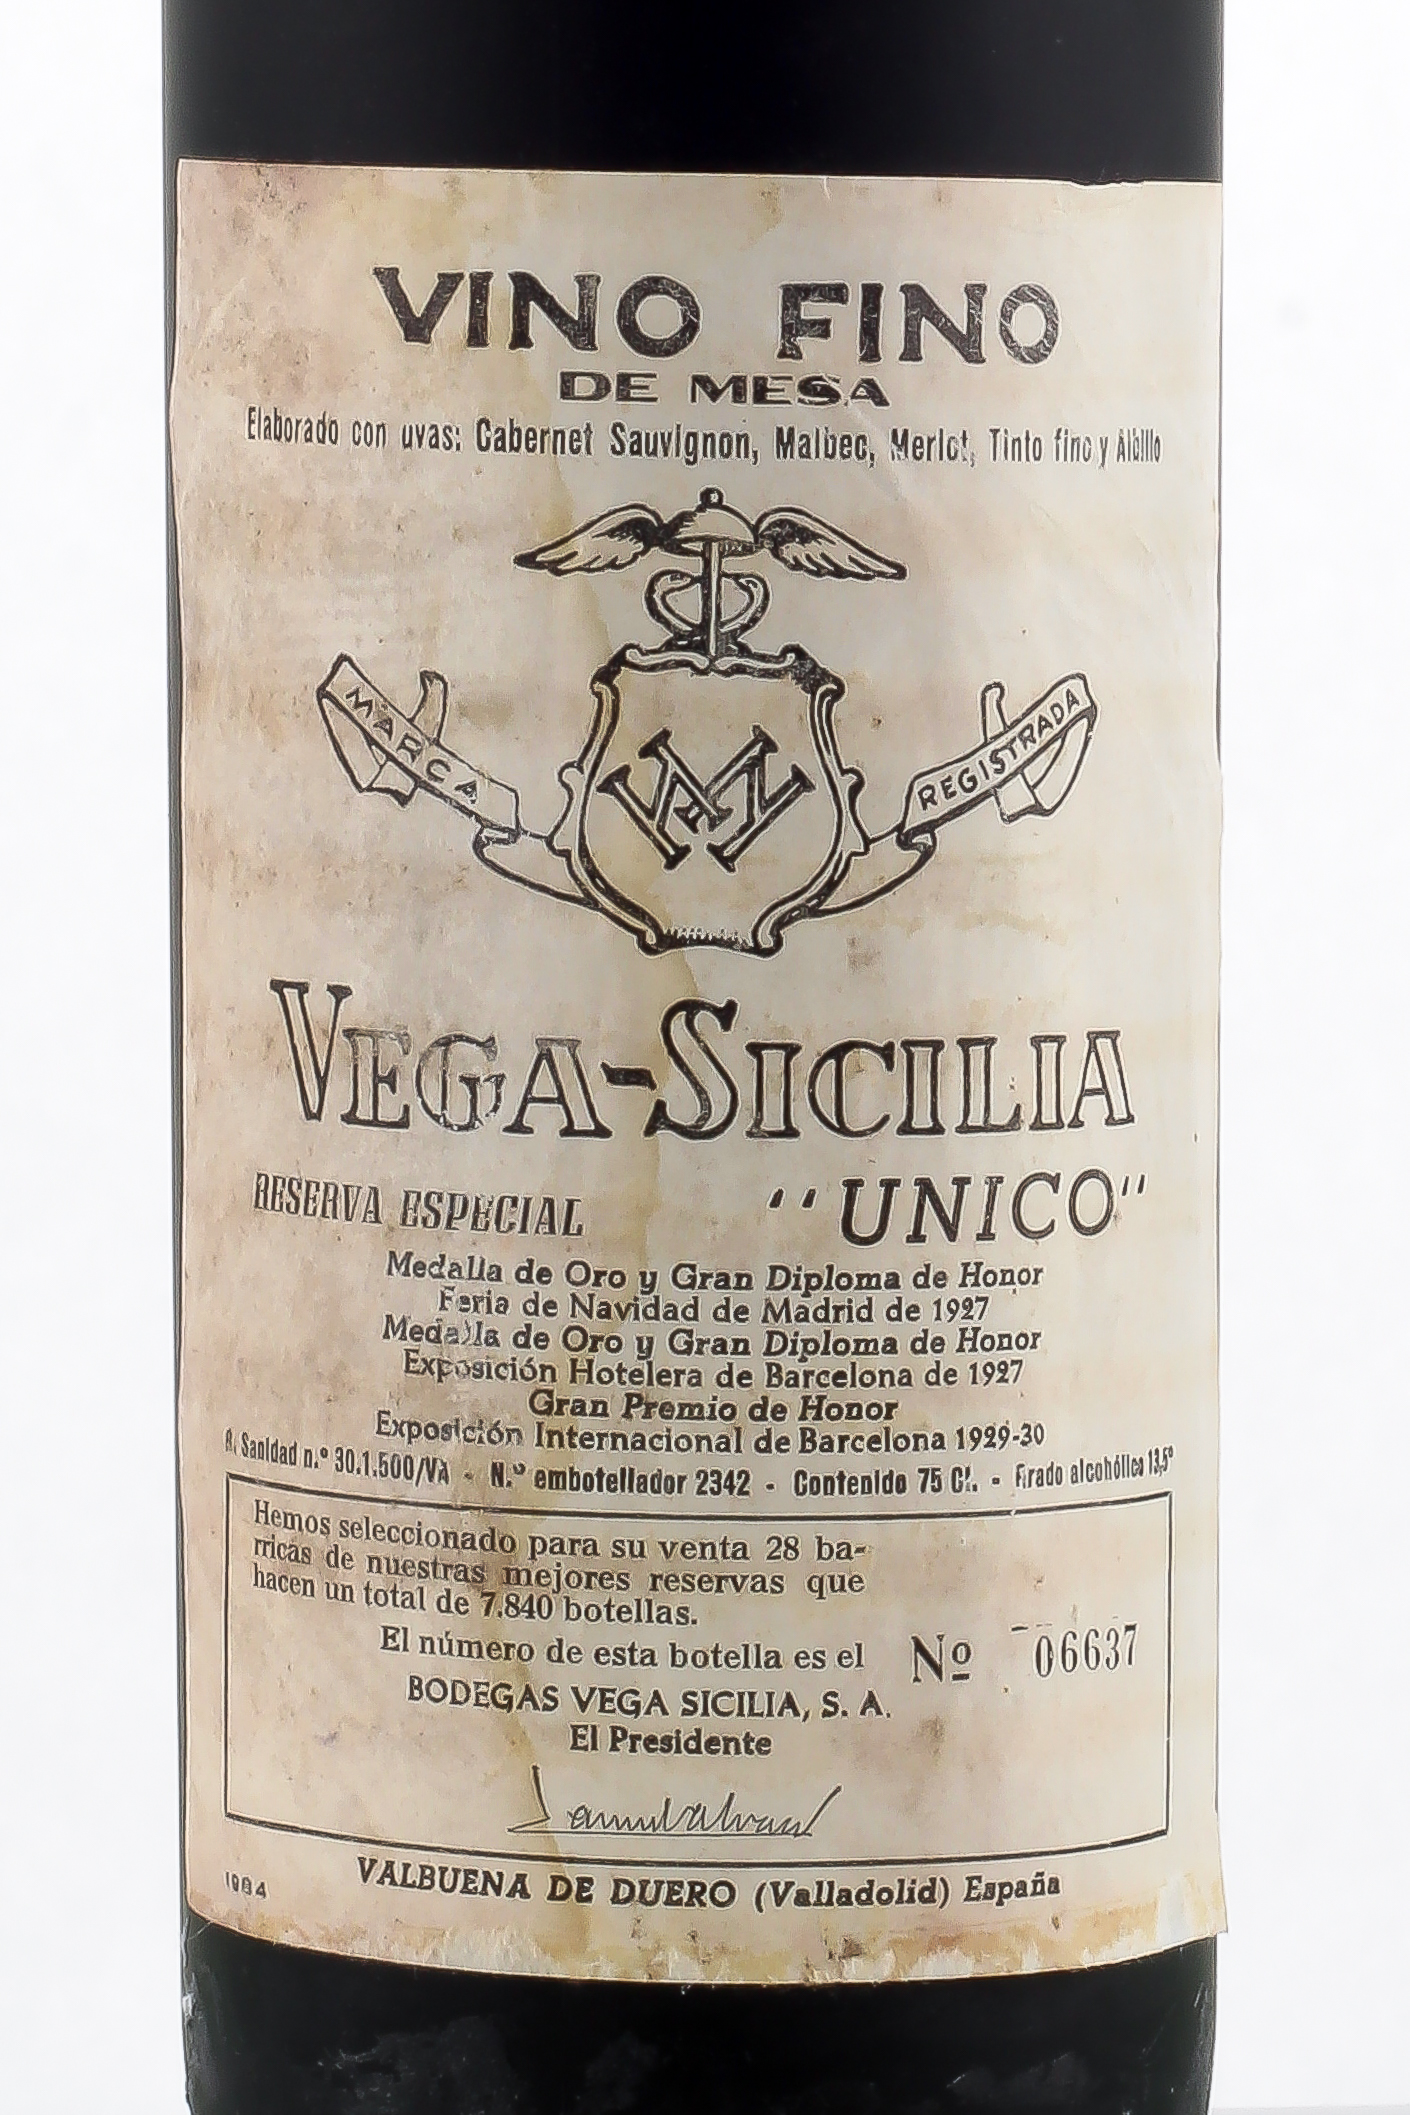 VINO FINO
DE MESA
Elaborado con uvas: Cabernet Sauvignon, Malbec, Merlot, Tinto fino y Albillo
MARCA
REGISTRADA
VEGA-SICILIA
RESERVA ESPECIAL "UNICO"
Medalla de Oro y Gran Diploma de Honor
Feria de Navidad de Madrid de 1927
Medalla de Oro y Gran Diploma de Honor
Exposición Hotelera de Barcelona de 1927
Gran Premio de Honor
Exposición Internacional de Barcelona 1929-30
R. Sanidad n.º 30.1.500/VA - N.º embotellador 2342 - Contenido 75 Cl. - Grado alcohólico 13,5º
Hemos seleccionado para su venta 28 ba-
rricas de nuestras mejores reservas que
hacen un total de 7.840 botellas.
El número de esta botella es el Nº 06637
BODEGAS VEGA SICILIA, S. A.
El Presidente
1984
VALBUENA DE DUERO (Valladolid) España